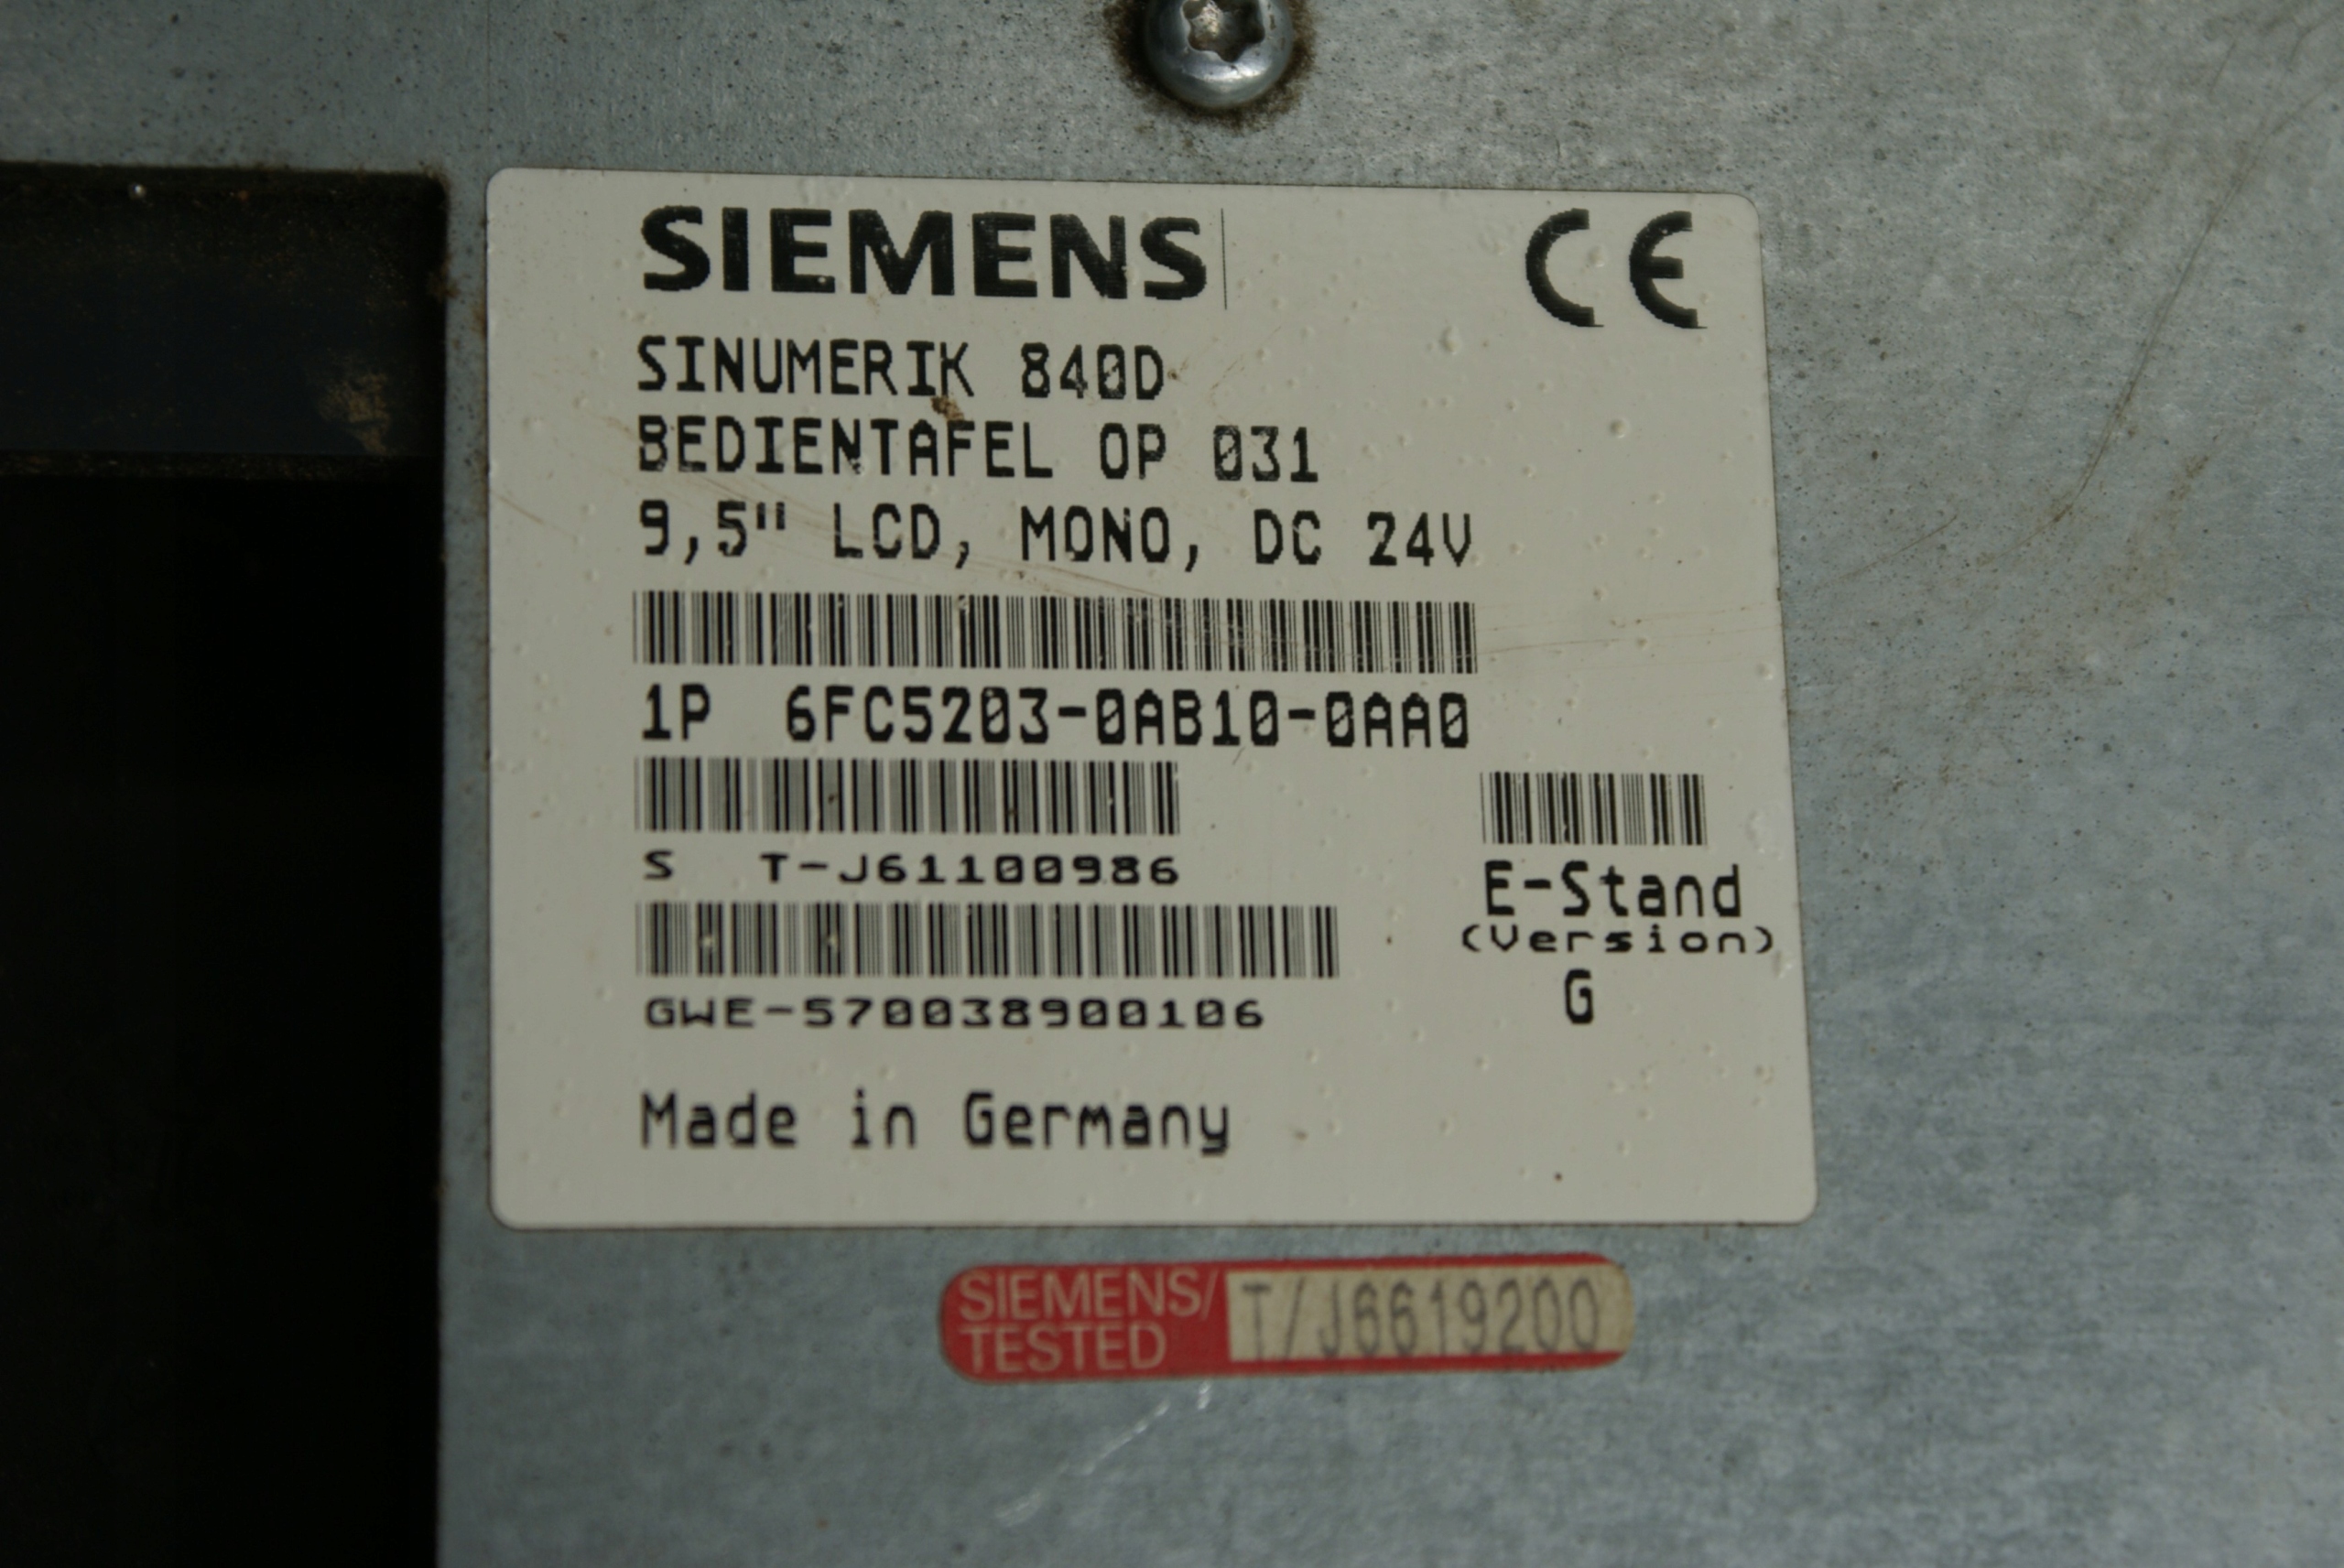 SIEMENS
CE
SINUMERIK 840D
BEDIENTAFEL OP 031
9,5" LCD, MONO, DC 24V
1P 6FC5203-0AB10-0AA0
S T-J61100986
E-Stand
(Version)
G
GWE-570038900106
Made in Germany
SIEMENS/
TESTED
T/J6619200